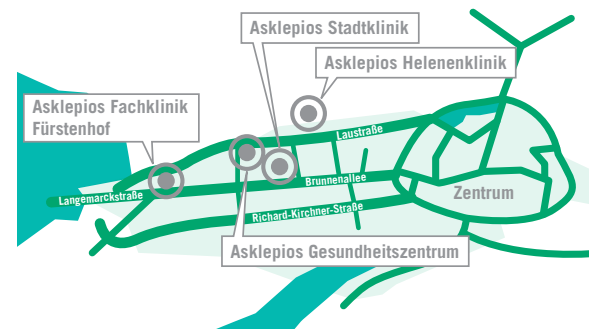 Asklepios Stadtklinik
Asklepios Helenenklinik
Asklepios Fachklinik
Fürstenhof
Laustraße
Brunnenallee
Langemarckstraße
Zentrum
Richard-Kirchner-Straße
Asklepios Gesundheitszentrum